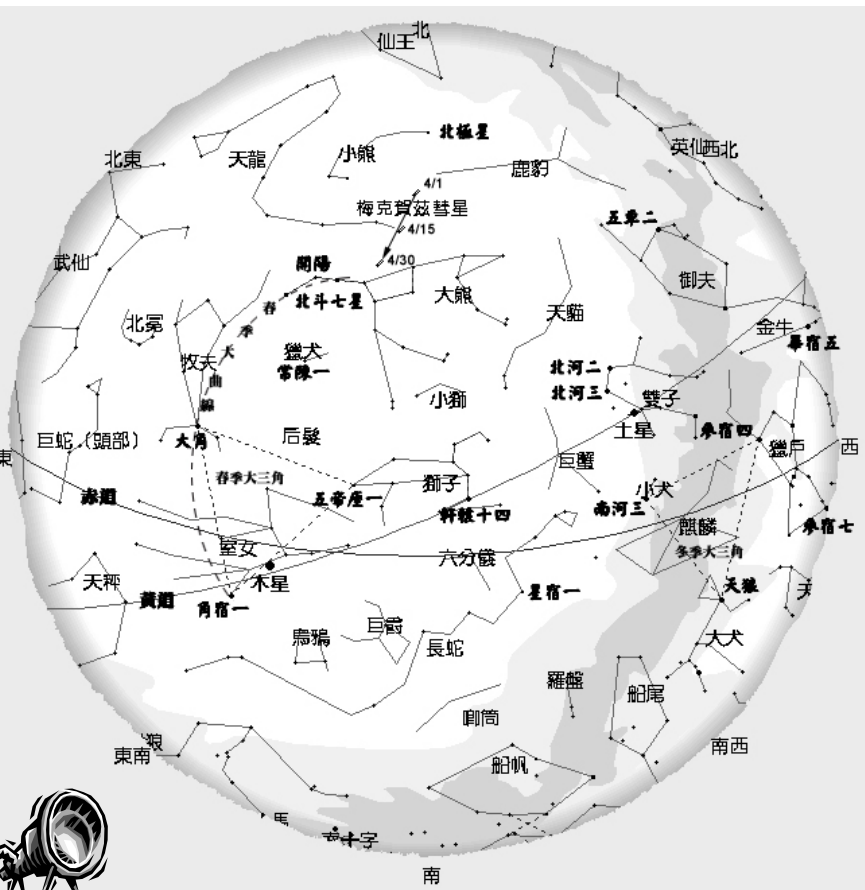 北
仙王
北極星
英仙
西北
小熊
天龍
北東
鹿豹
4/1
梅克賀茲彗星
4/15
4/30
五車二
武仙
開陽
北斗七星
大熊
御夫
天貓
北冕
金牛
畢宿五
春季大曲線
獵犬
常陳一
牧夫
北河二
北河三
雙子
小獅
土星
參宿四
獵戶
巨蛇（頭部）
大角
后髮
西
東
巨蟹
春季大三角
獅子
五帝座一
軒轅十四
小犬
南河三
赤道
麒麟
參宿七
冬季大三角
室女
六分儀
木星
天秤
黃道
角宿一
星宿一
天狼
天
烏鴉
巨爵
長蛇
大犬
羅盤
船尾
唧筒
南西
狼
東南
船帆
馬
十字
南